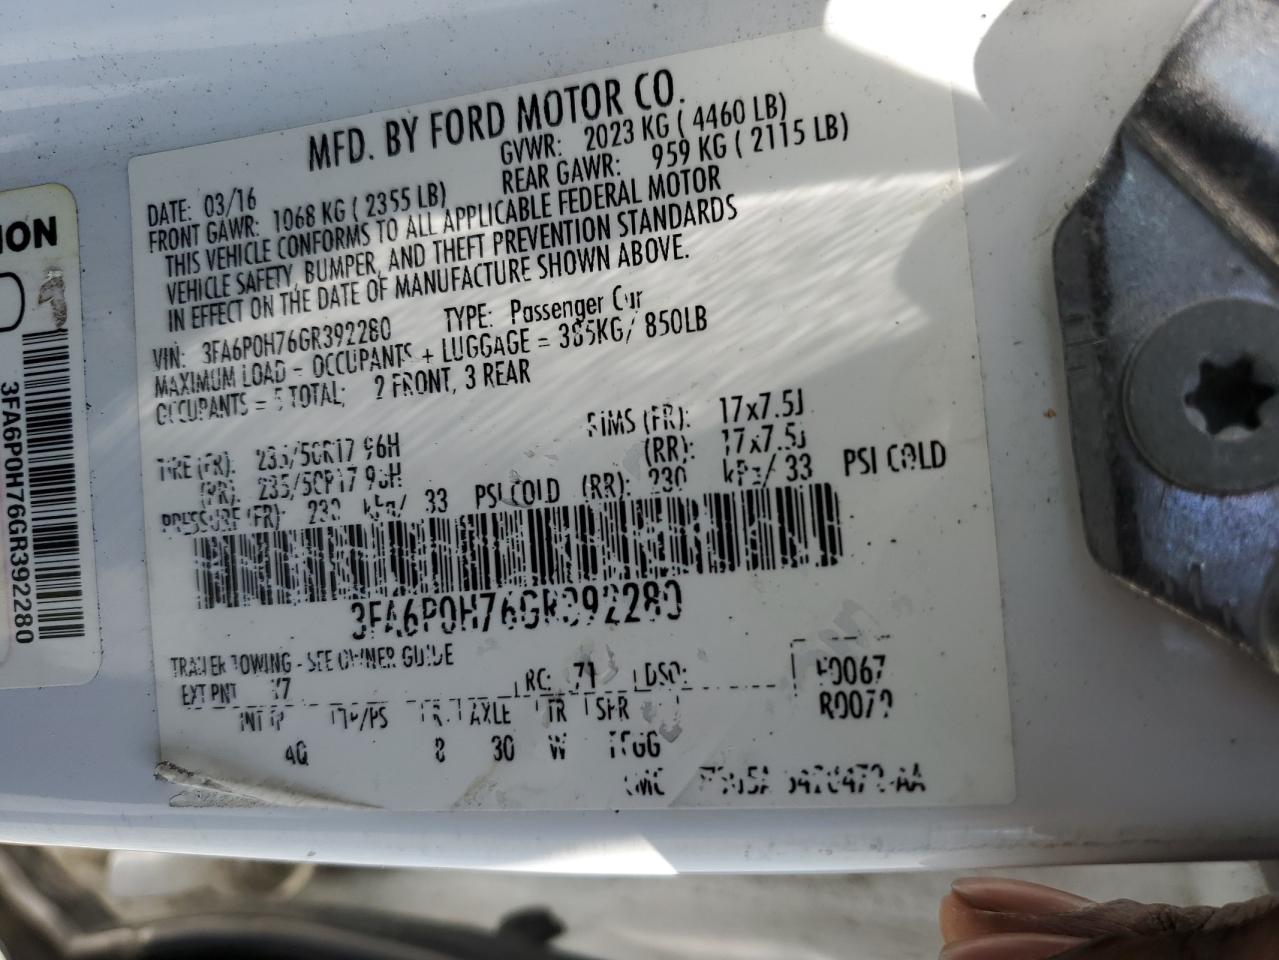 MFD. BY FORD MOTOR CO.
DATE: 03/16 GVWR: 2023 KG ( 4460 LB)
FRONT GAWR: 1068 KG ( 2355 LB) REAR GAWR: 959 KG ( 2115 LB)
THIS VEHICLE CONFORMS TO ALL APPLICABLE FEDERAL MOTOR
VEHICLE SAFETY, BUMPER, AND THEFT PREVENTION STANDARDS
IN EFFECT ON THE DATE OF MANUFACTURE SHOWN ABOVE.
VIN: 3FA6P0H76GR392280 TYPE: Passenger Car
MAXIMUM LOAD = OCCUPANTS + LUGGAGE = 385KG/ 850LB
OCCUPANTS = 5 TOTAL; 2 FRONT, 3 REAR
TIRE (FR): 235/50R17 96H RIMS (FR): 17x7.5J
(RR): 235/50R17 96H (RR): 17x7.5J
PRESSURE (FR): 230 kPa/ 33 PSI COLD (RR): 230 kPa/ 33 PSI COLD
3FA6P0H76GR392280
TRAILER TOWING - SEE OWNER GUIDE
EXT PNT RC: 71 DSO:
AXLE TR SPR
4Q 8 30 W
ION
3FA6P0H76GR392280